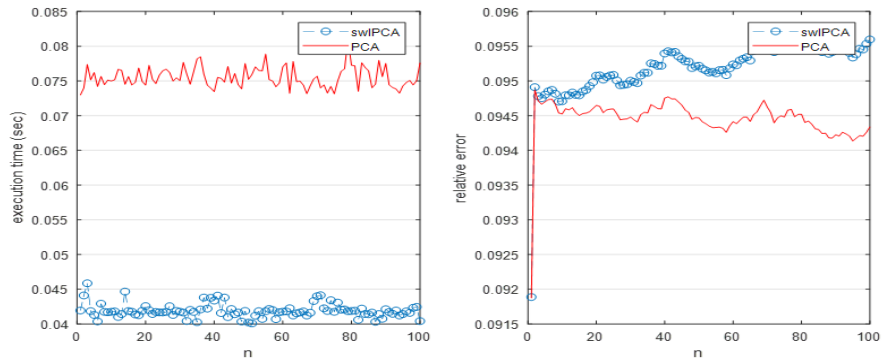 0.085
0.08
0.075
0.07
0.065
0.06
0.055
0.05
0.045
0.04
execution time (sec)
0 20 40 60 80 100
n
swIPCA
PCA
0.096
0.0955
0.095
0.0945
0.094
0.0935
0.093
0.0925
0.092
0.0915
relative error
0 20 40 60 80 100
n
swIPCA
PCA